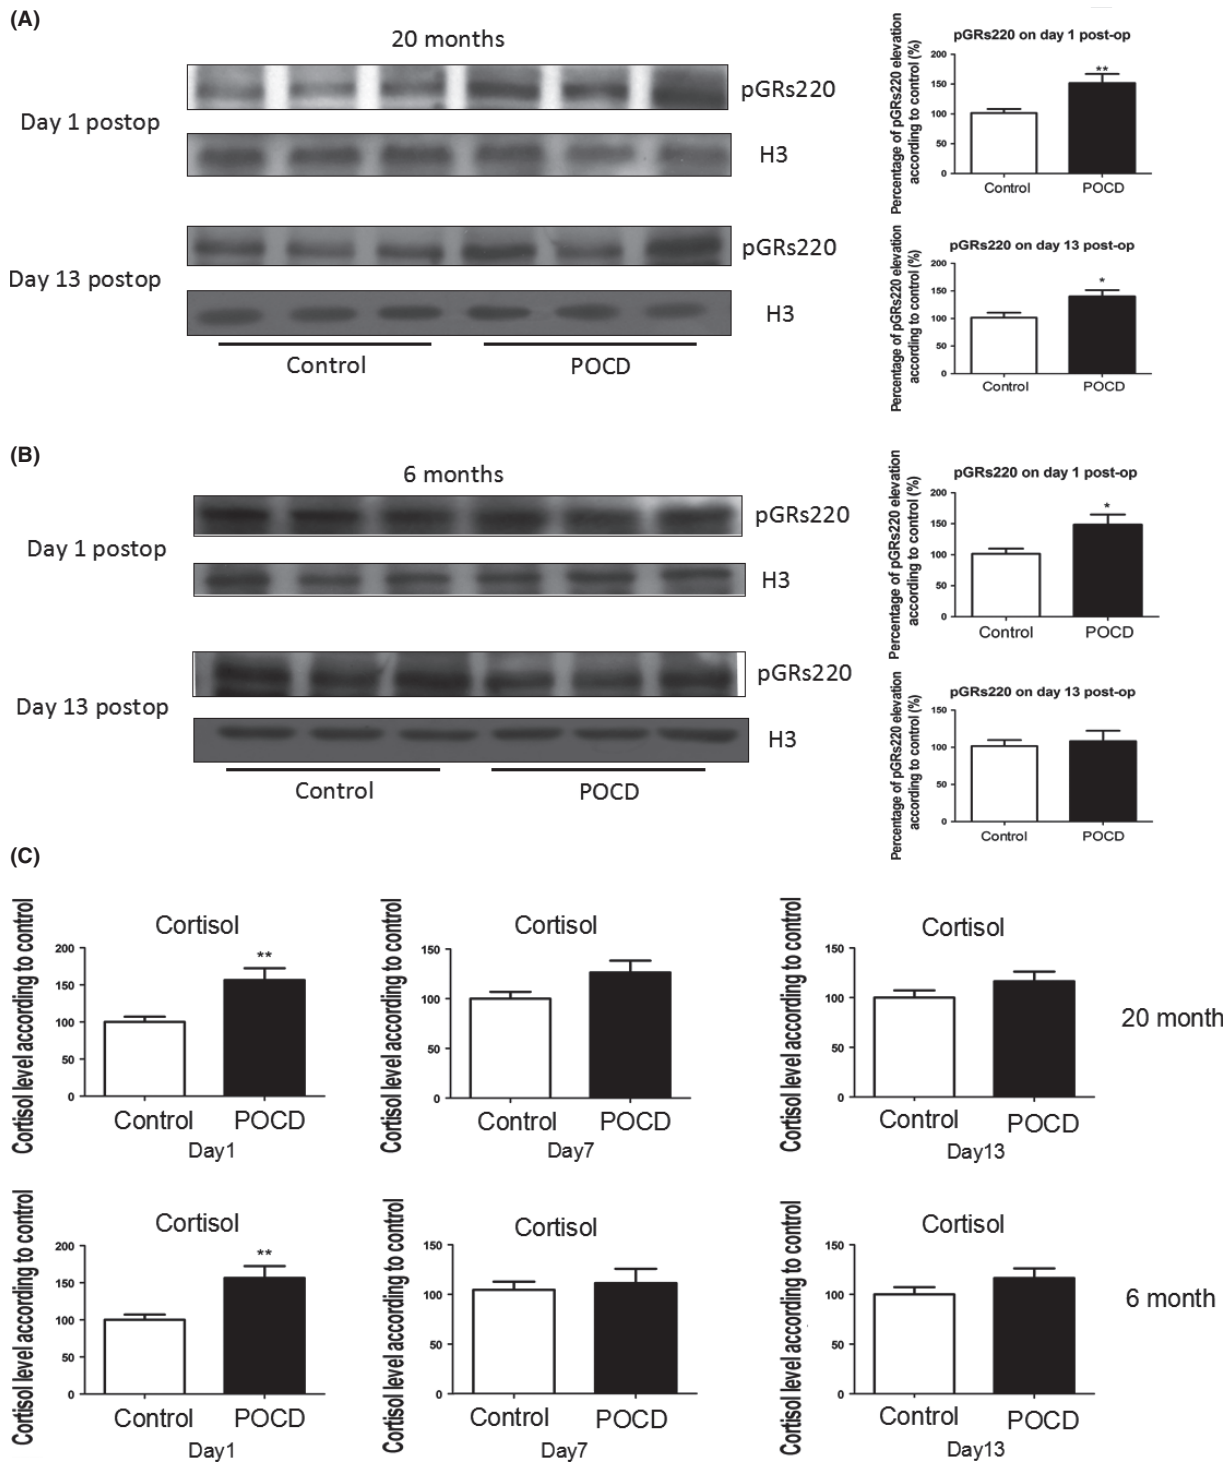 (A)
20 months
Day 1 postop
pGRs220
H3
Day 13 postop
pGRs220
H3
Control
POCD
pGRs220 on day 1 post-op
Percentage of pGRs220 elevation
according to control (%)
200
150
100
50
0
**
Control
POCD
pGRs220 on day 13 post-op
Percentage of pGRs220 elevation
according to control (%)
200
150
100
50
0
*
Control
POCD
(B)
6 months
Day 1 postop
pGRs220
H3
Day 13 postop
pGRs220
H3
Control
POCD
pGRs220 on day 1 post-op
Percentage of pGRs220 elevation
according to control (%)
200
150
100
50
0
*
Control
POCD
pGRs220 on day 13 post-op
Percentage of pGRs220 elevation
according to control (%)
150
100
50
0
Control
POCD
(C)
Cortisol
Cortisol level according to control
200
150
100
50
0
**
Control
POCD
Day1
Cortisol
Cortisol level according to control
150
100
50
0
Control
POCD
Day7
Cortisol
Cortisol level according to control
150
100
50
0
Control
POCD
Day13
20 month
Cortisol
Cortisol level according to control
200
150
100
50
0
**
Control
POCD
Day1
Cortisol
Cortisol level according to control
150
100
50
0
Control
POCD
Day7
Cortisol
Cortisol level according to control
150
100
50
0
Control
POCD
Day13
6 month